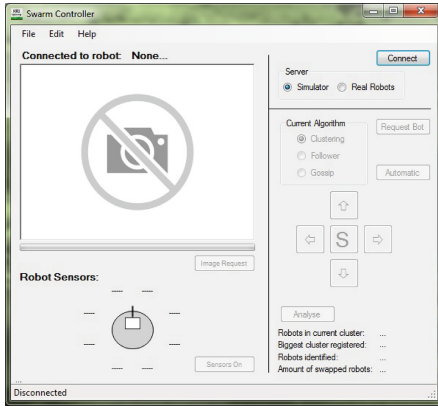 Swarm Controller
File Edit Help
Connected to robot: None...
Connect
Server
Simulator Real Robots
Current Algorithm
Clustering
Follower
Gossip
Request Bot
Automatic
S
Image Request
Robot Sensors:
---- ----
---- ----
---- ----
---- ----
Sensors On
...
Analyse
Robots in current cluster: ...
Biggest cluster registered: ...
Robots identified: ...
Amount of swapped robots: ...
Disconnected